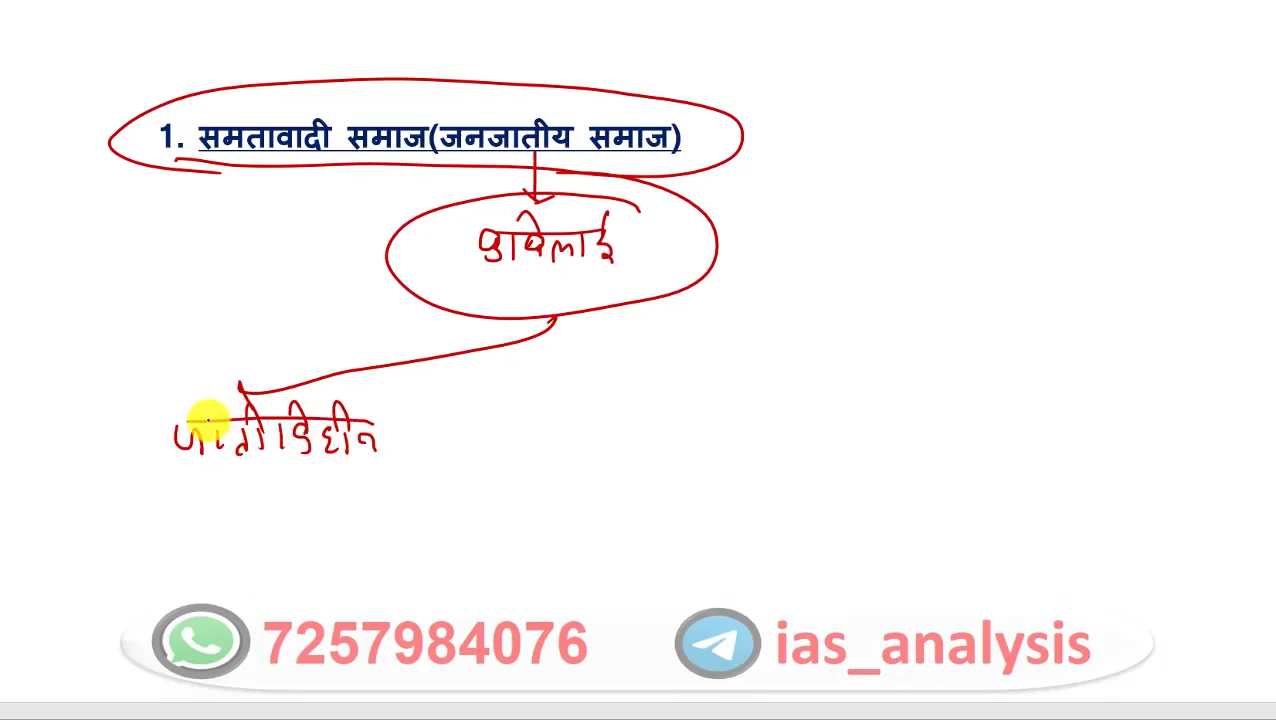 1. समतावादी समाज(जनजातीय समाज)
कबिलाई
जातीविहीन
7257984076 ias_analysis